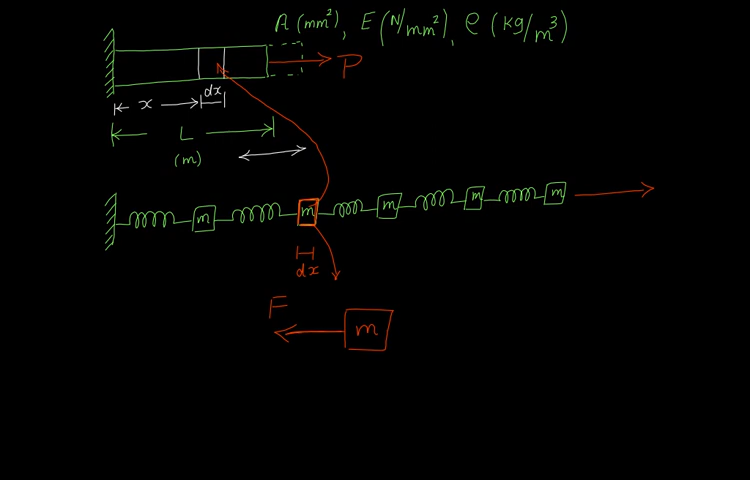 A (mm²), E (N/mm²), ρ (kg/m³)
P
x dx
L
(m)
m m m m m
dx
F
m